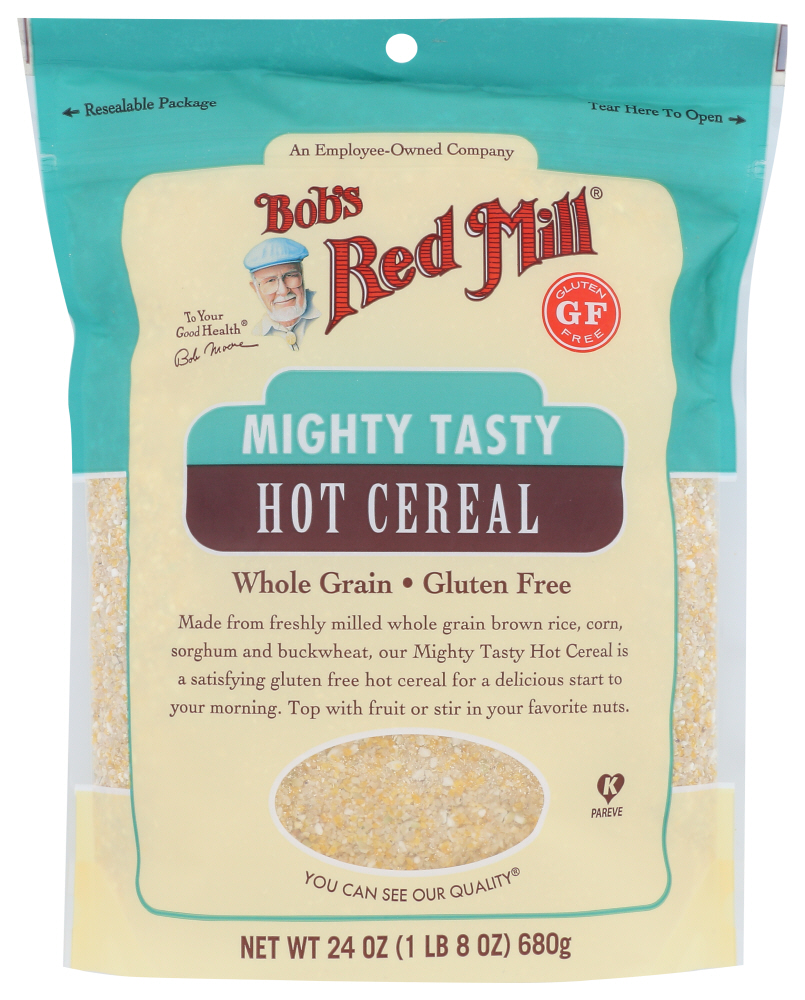 ← Resealable Package
Tear Here To Open →
An Employee-Owned Company
Bob's
Red Mill®
GLUTEN
GF
FREE
To Your
Good Health®
Bob Moore
MIGHTY TASTY
HOT CEREAL
Whole Grain • Gluten Free
Made from freshly milled whole grain brown rice, corn,
sorghum and buckwheat, our Mighty Tasty Hot Cereal is
a satisfying gluten free hot cereal for a delicious start to
your morning. Top with fruit or stir in your favorite nuts.
K
PAREVE
YOU CAN SEE OUR QUALITY®
NET WT 24 OZ (1 LB 8 OZ) 680g